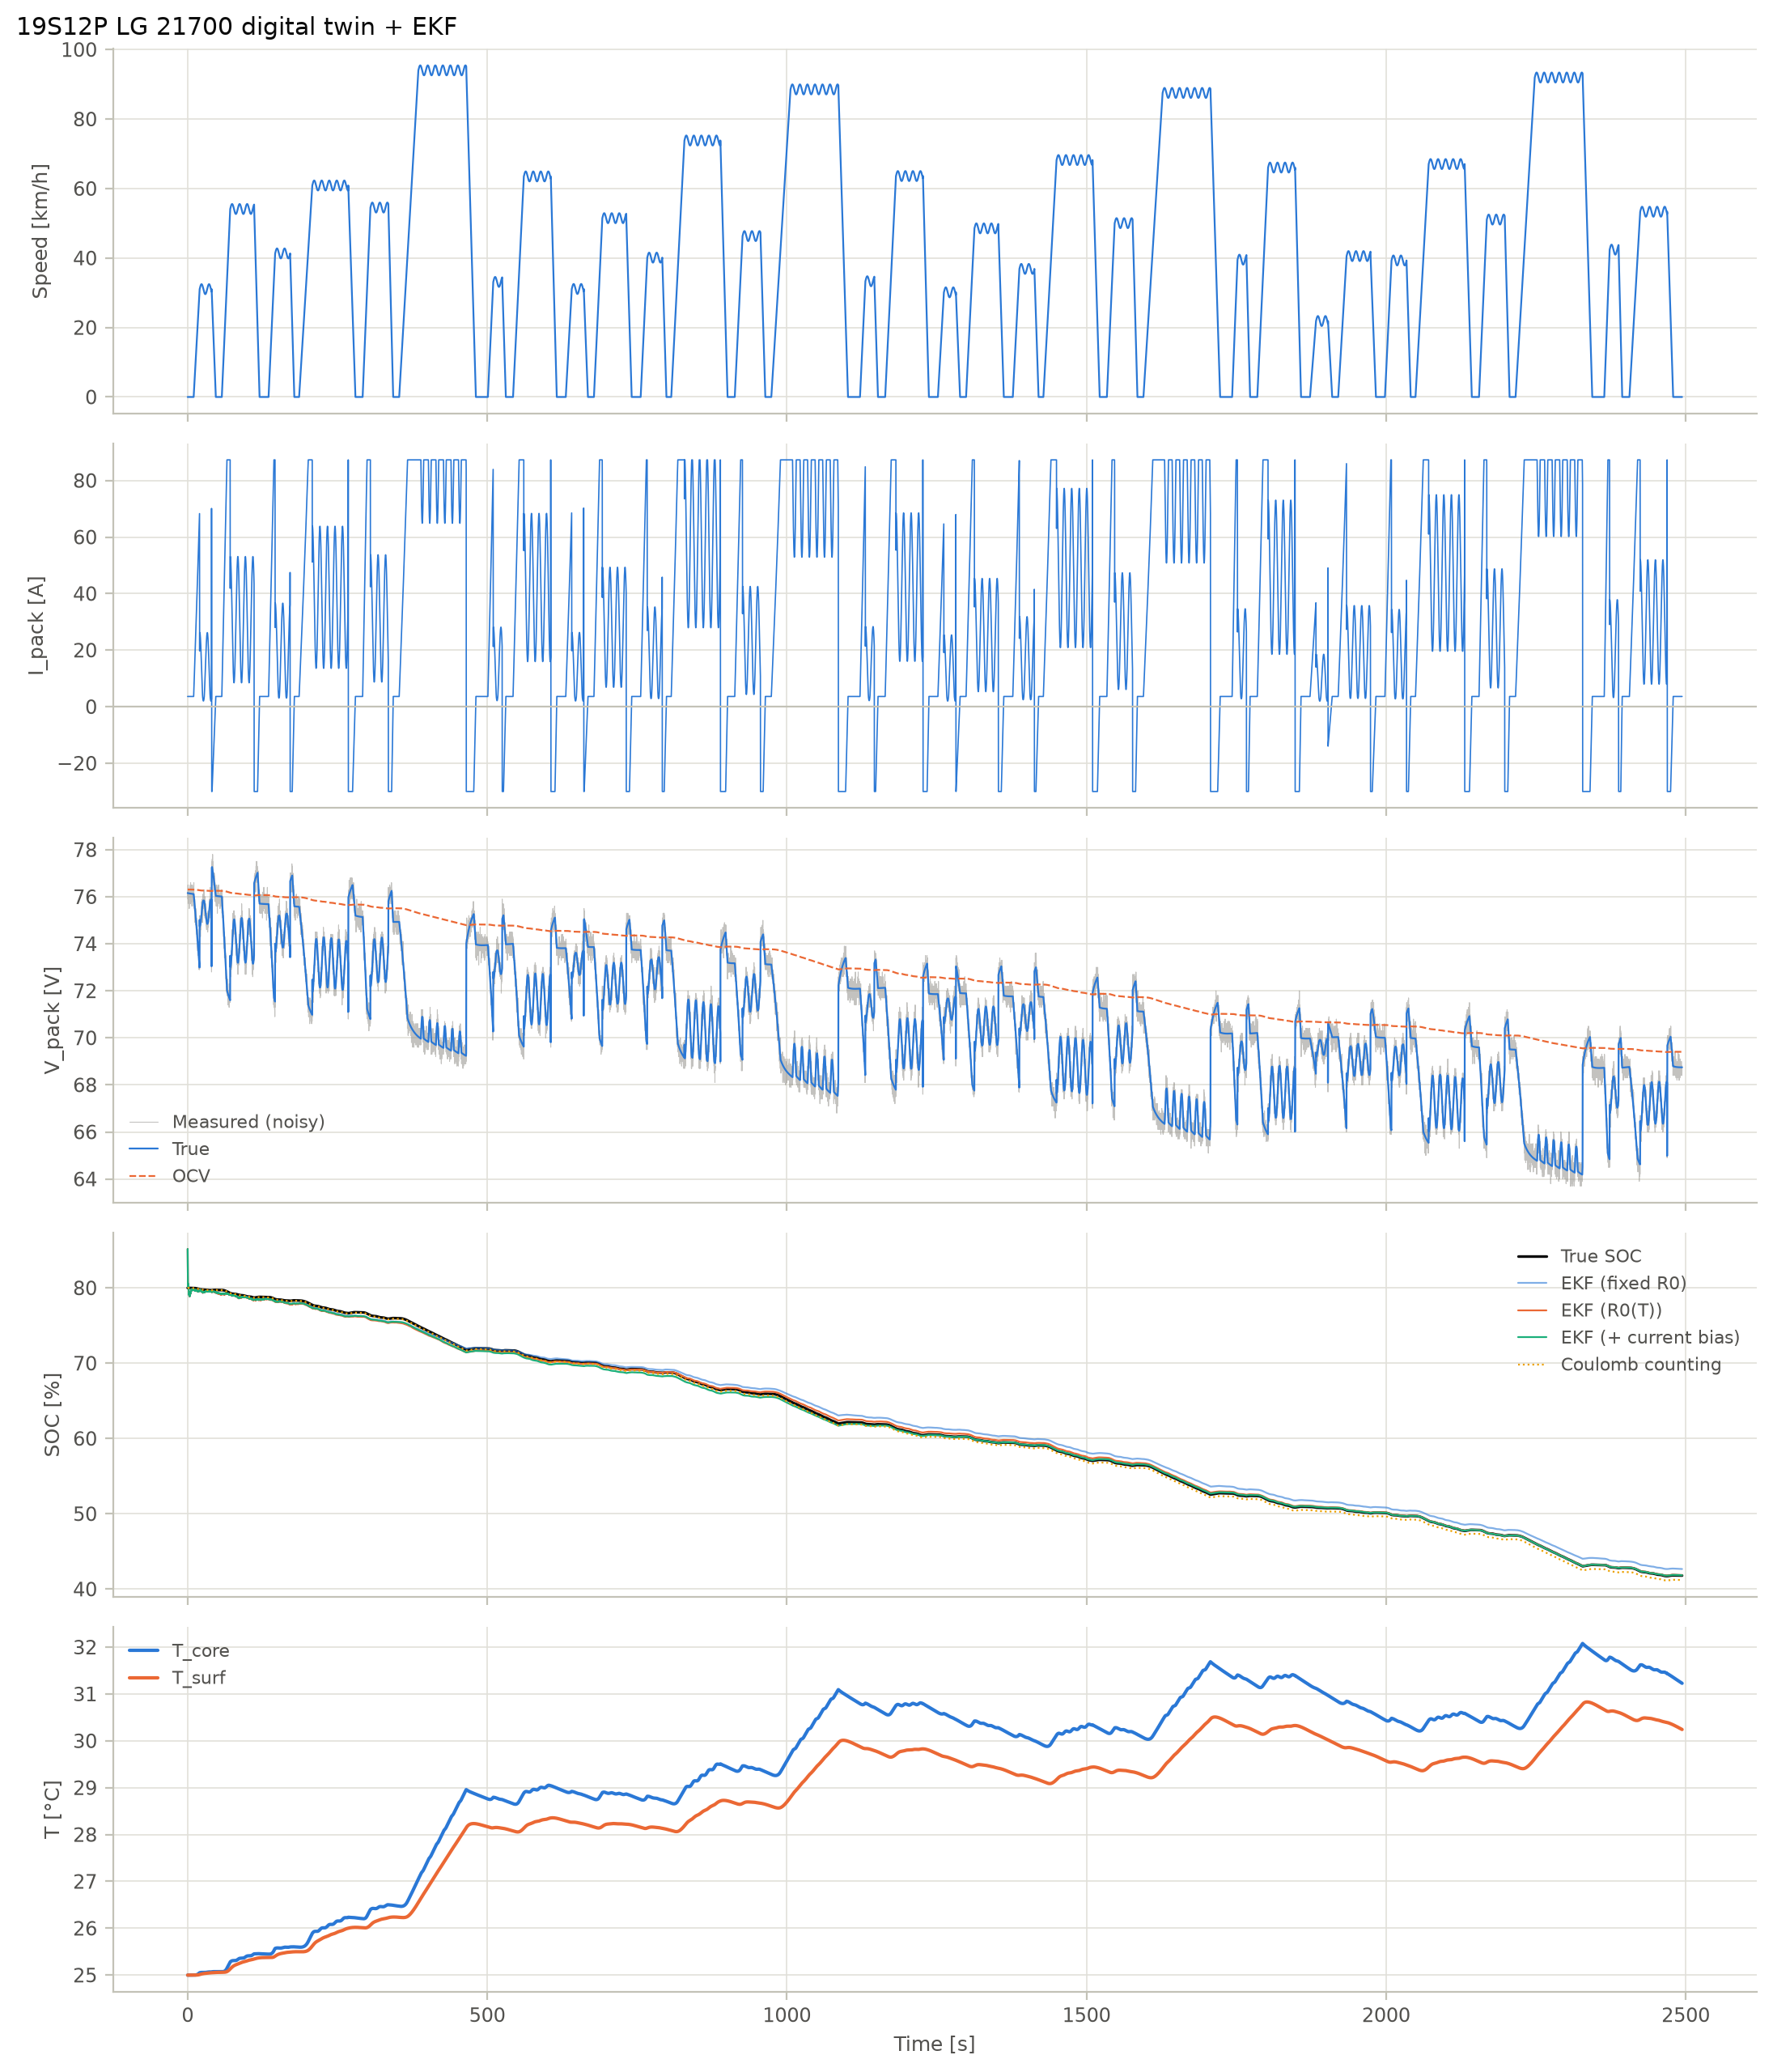 19S12P LG 21700 digital twin + EKF
100
80
60
40
20
0
Speed [km/h]
80
60
40
20
0
−20
I_pack [A]
78
76
74
72
70
68
66
64
V_pack [V]
Measured (noisy)
True
OCV
80
70
60
50
40
SOC [%]
True SOC
EKF (fixed R0)
EKF (R0(T))
EKF (+ current bias)
Coulomb counting
32
31
30
29
28
27
26
25
T [°C]
T_core
T_surf
0 500 1000 1500 2000 2500
Time [s]